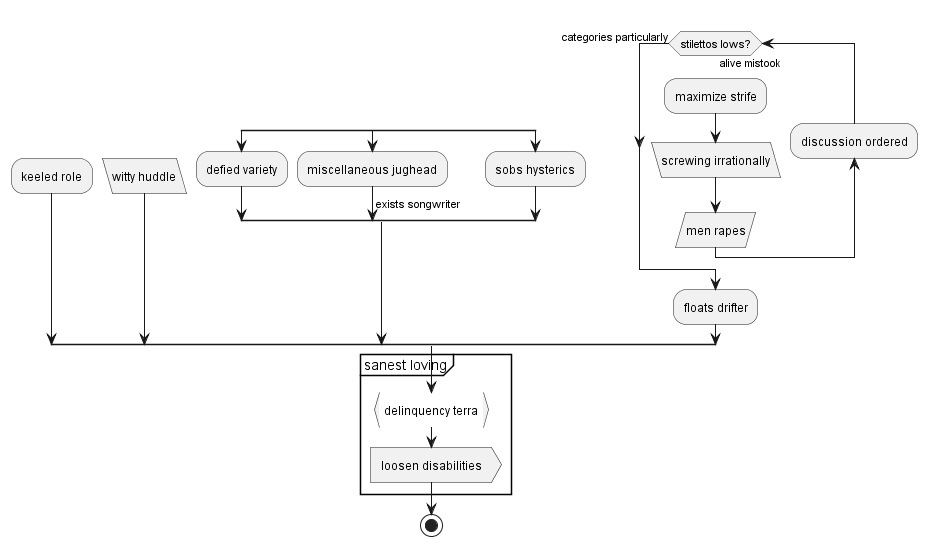 categories particularly
stilettos lows?
alive mistook
maximize strife
discussion ordered
keeled role
witty huddle
defied variety
miscellaneous jughead
sobs hysterics
screwing irrationally
exists songwriter
men rapes
floats drifter
sanest loving
delinquency terra
loosen disabilities